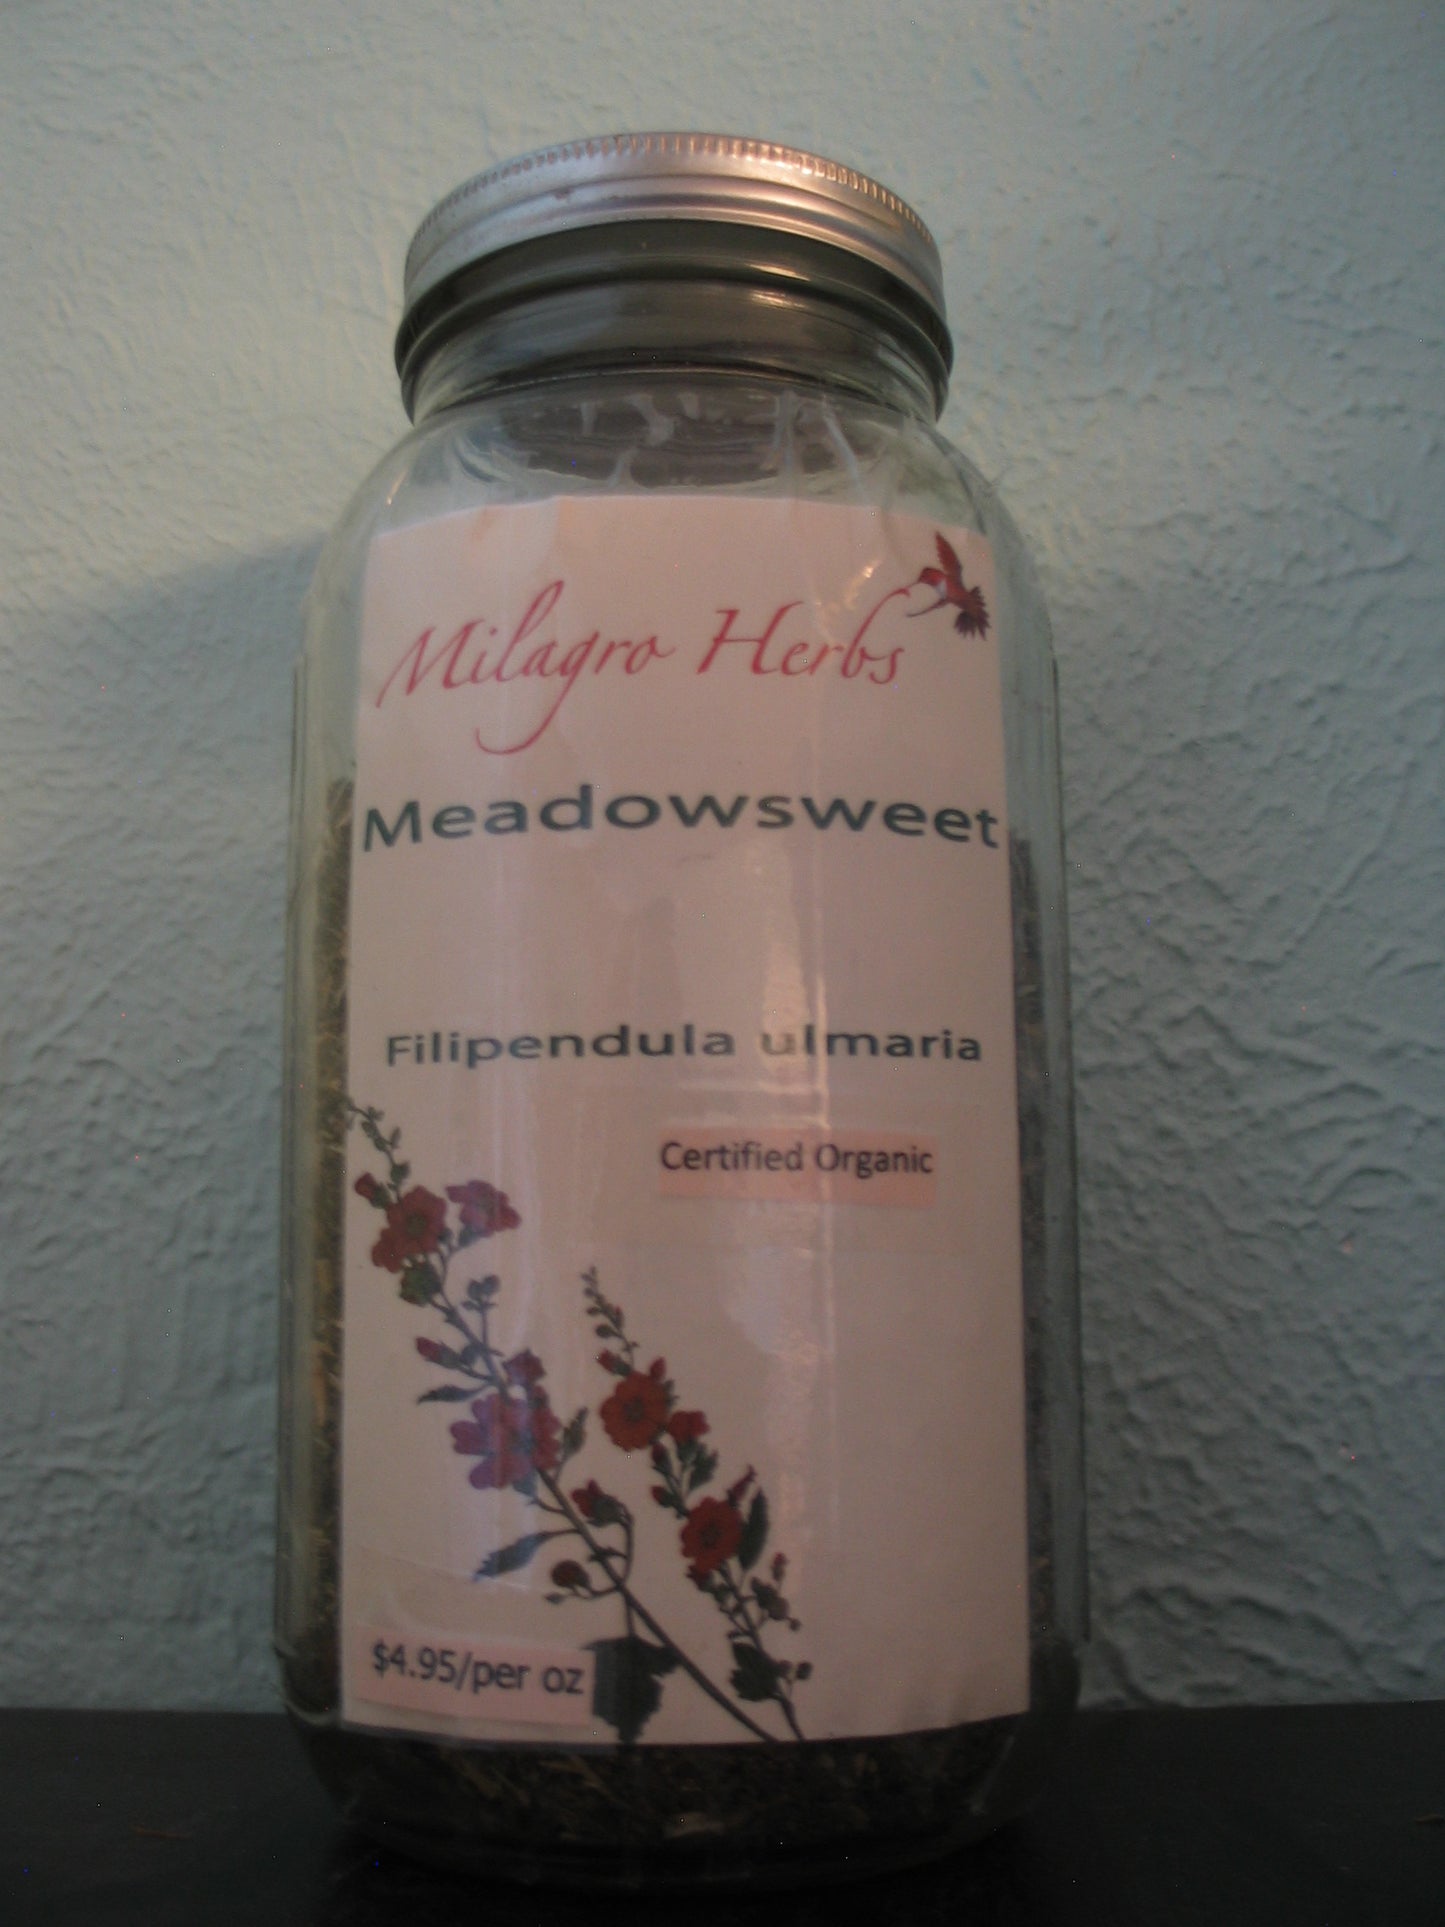 Milagro Herbs
Meadowsweet
Filipendula ulmaria
Certified Organic
$4.95/per oz